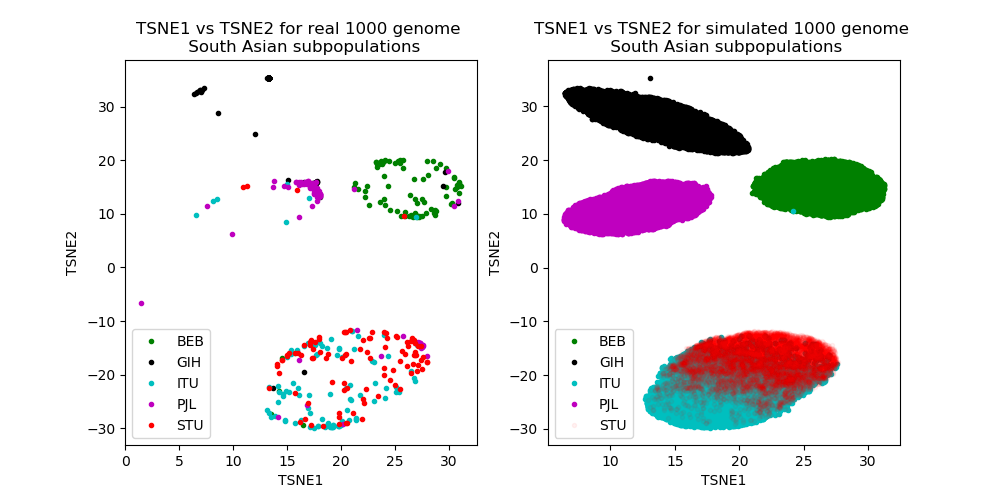 TSNE1 vs TSNE2 for real 1000 genome
South Asian subpopulations
TSNE2
30
20
10
0
−10
−20
−30
BEB
GIH
ITU
PJL
STU
0 5 10 15 20 25 30
TSNE1
TSNE1 vs TSNE2 for simulated 1000 genome
South Asian subpopulations
TSNE2
30
20
10
0
−10
−20
−30
BEB
GIH
ITU
PJL
STU
10 15 20 25 30
TSNE1